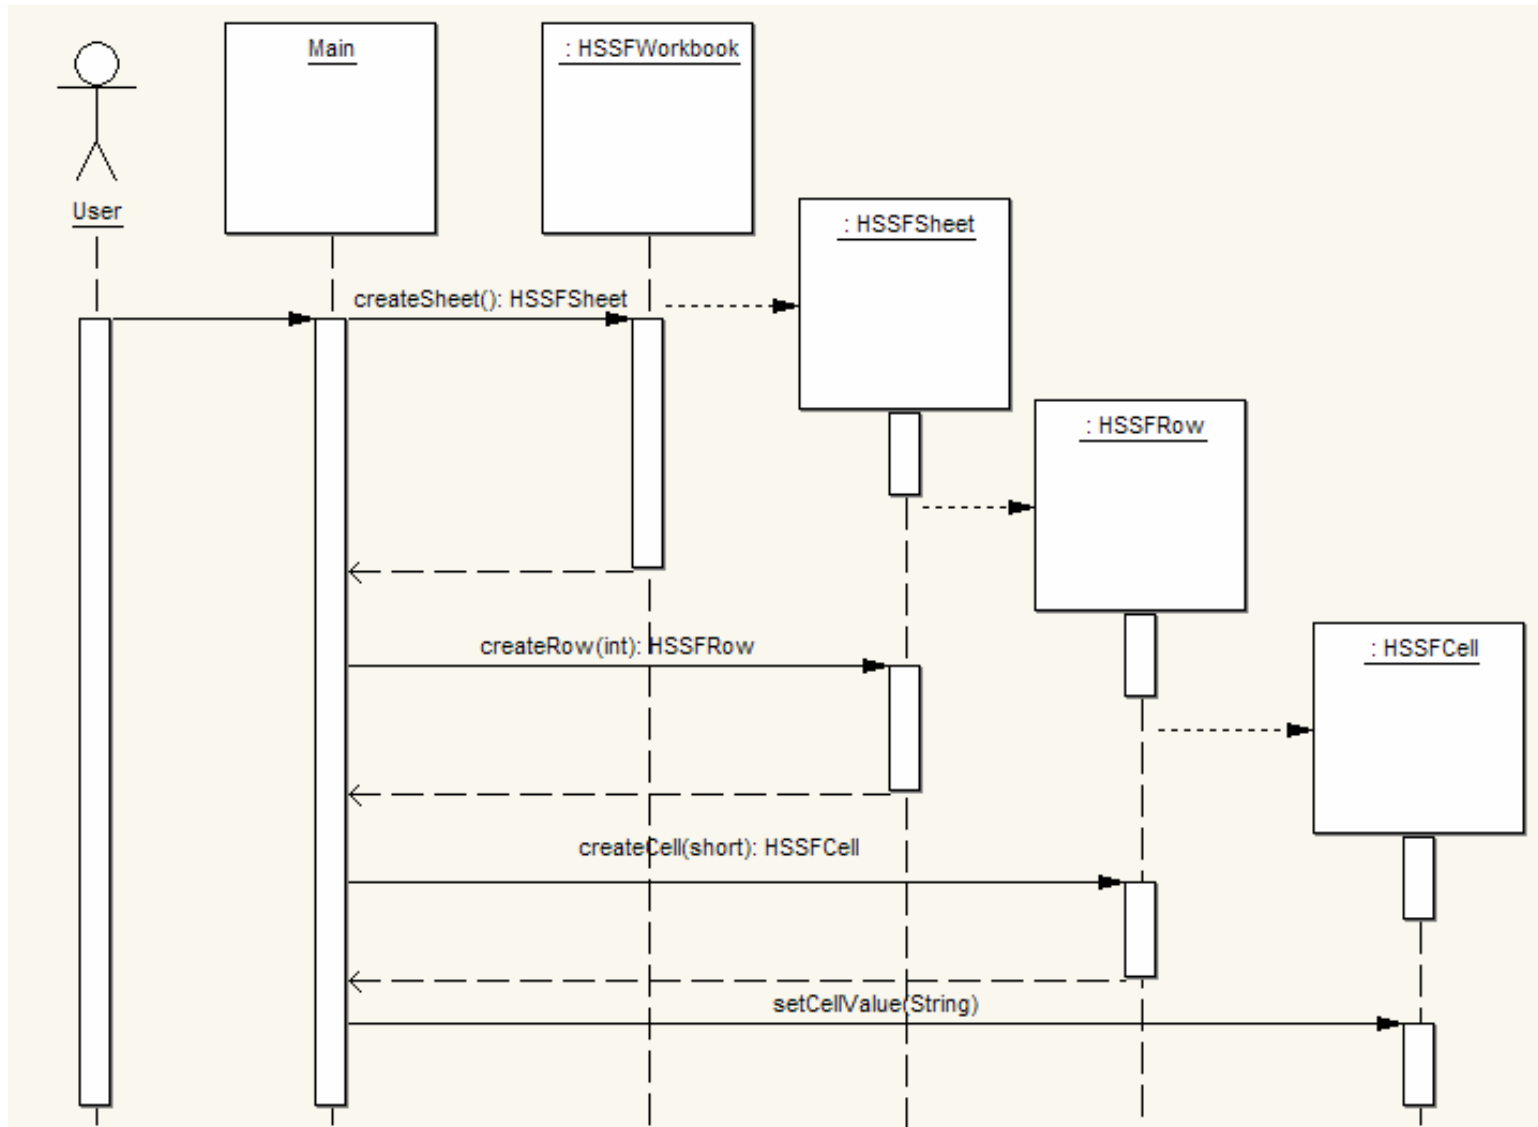 Main
: HSSFWorkbook
User
: HSSFSheet
createSheet(): HSSFSheet
: HSSFRow
createRow(int): HSSFRow
: HSSFCell
createCell(short): HSSFCell
setCellValue(String)